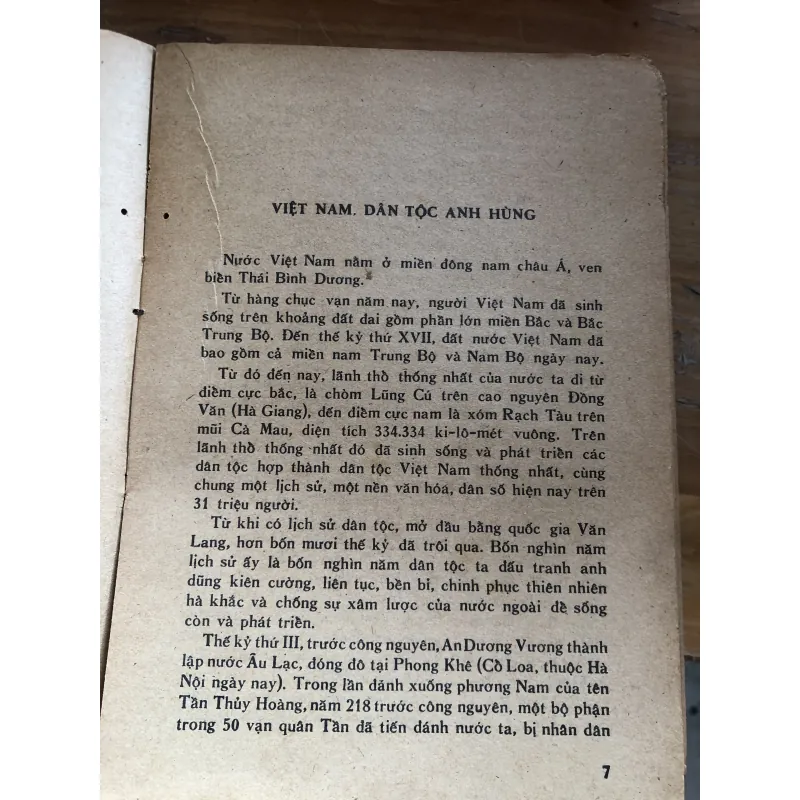 VIỆT NAM, DÂN TỘC ANH HÙNG
Nước Việt Nam nằm ở miền đông nam châu Á, ven
biển Thái Bình Dương.
Từ hàng chục vạn năm nay, người Việt Nam đã sinh
sống trên khoảng đất đai gồm phần lớn miền Bắc và Bắc
Trung Bộ. Đến thế kỷ thứ XVII, đất nước Việt Nam đã
bao gồm cả miền nam Trung Bộ và Nam Bộ ngày nay.
Từ đó đến nay, lãnh thổ thống nhất của nước ta đi từ
điểm cực bắc, là chòm Lũng Cú trên cao nguyên Đồng
Văn (Hà Giang), đến điểm cực nam là xóm Rạch Tàu trên
mũi Cà Mau, diện tích 334.334 ki-lô-mét vuông. Trên
lãnh thổ thống nhất đó đã sinh sống và phát triển các
dân tộc hợp thành dân tộc Việt Nam thống nhất, cùng
chung một lịch sử, một nền văn hóa, dân số hiện nay trên
31 triệu người.
Từ khi có lịch sử dân tộc, mở đầu bằng quốc gia Văn
Lang, hơn bốn mươi thế kỷ đã trôi qua. Bốn nghìn năm
lịch sử ấy là bốn nghìn năm dân tộc ta đấu tranh anh
dũng kiên cường, liên tục, bền bỉ, chinh phục thiên nhiên
hà khắc và chống sự xâm lược của nước ngoài để sống
còn và phát triển.
Thế kỷ thứ III, trước công nguyên, An Dương Vương thành
lập nước Âu Lạc, đóng đô tại Phong Khê (Cổ Loa, thuộc Hà
Nội ngày nay). Trong lần đánh xuống phương Nam của tên
Tần Thủy Hoàng, năm 218 trước công nguyên, một bộ phận
trong 50 vạn quân Tần đã tiến đánh nước ta, bị nhân dân
7